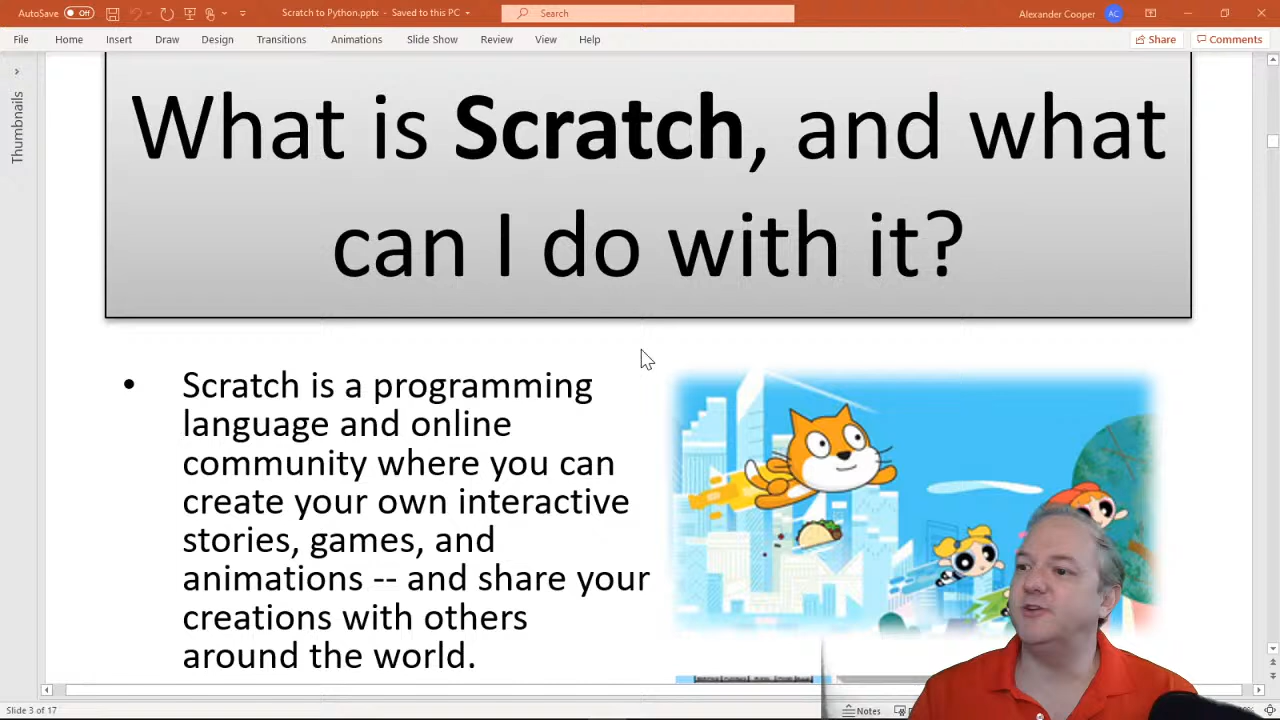 AutoSave Off Scratch to Python.pptx - Saved to this PC Search Alexander Cooper AC
File Home Insert Draw Design Transitions Animations Slide Show Review View Help Share Comments
Thumbnails
What is Scratch, and what
can I do with it?
• Scratch is a programming
language and online
community where you can
create your own interactive
stories, games, and
animations -- and share your
creations with others
around the world.
Slide 3 of 17 Notes